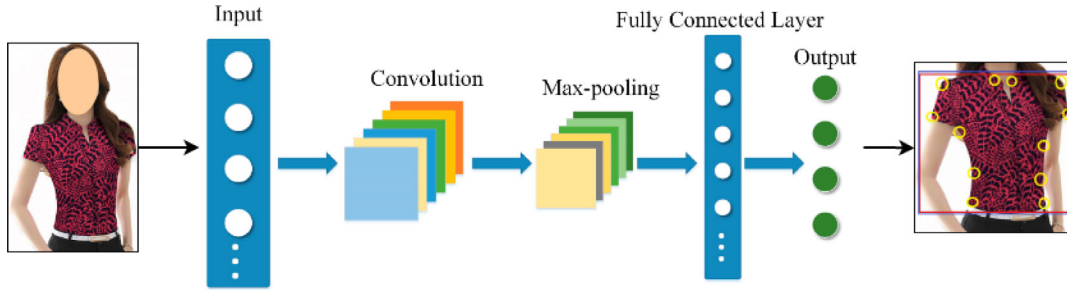 Input
Convolution
Max-pooling
Fully Connected Layer
Output